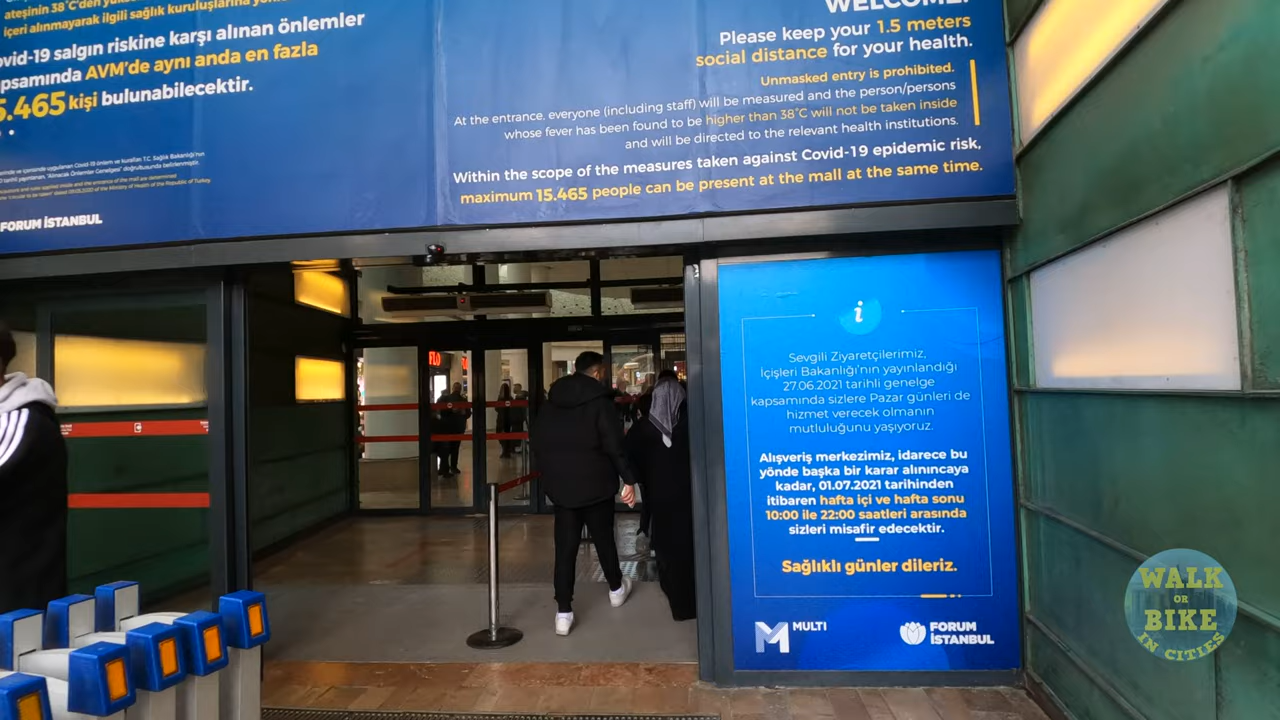 ateşinin 38°C'den
içeri alınmayarak ilgili sağlık kuruluşlarına
ovid-19 salgın riskine karşı alınan önlemler
psamında AVM'de aynı anda en fazla
5.465 kişi bulunabilecektir.
FORUM İSTANBUL
WELCOME!
Please keep your 1.5 meters
social distance for your health.
Unmasked entry is prohibited.
At the entrance, everyone (including staff) will be measured and the person/persons
whose fever has been found to be higher than 38°C will not be taken inside
and will be directed to the relevant health institutions.
Within the scope of the measures taken against Covid-19 epidemic risk,
maximum 15.465 people can be present at the mall at the same time.
FLO
i
Sevgili Ziyaretçilerimiz,
İçişleri Bakanlığı'nın yayınlandığı
27.06.2021 tarihli genelge
kapsamında sizlere Pazar günleri de
hizmet verecek olmanın
mutluluğunu yaşıyoruz.
Alışveriş merkezimiz, idarece bu
yönde başka bir karar alınıncaya
kadar, 01.07.2021 tarihinden
itibaren hafta içi ve hafta sonu
10:00 ile 22:00 saatleri arasında
sizleri misafir edecektir.
Sağlıklı günler dileriz.
M MULTI
FORUM
İSTANBUL
WALK
OR
BIKE
IN CITIES